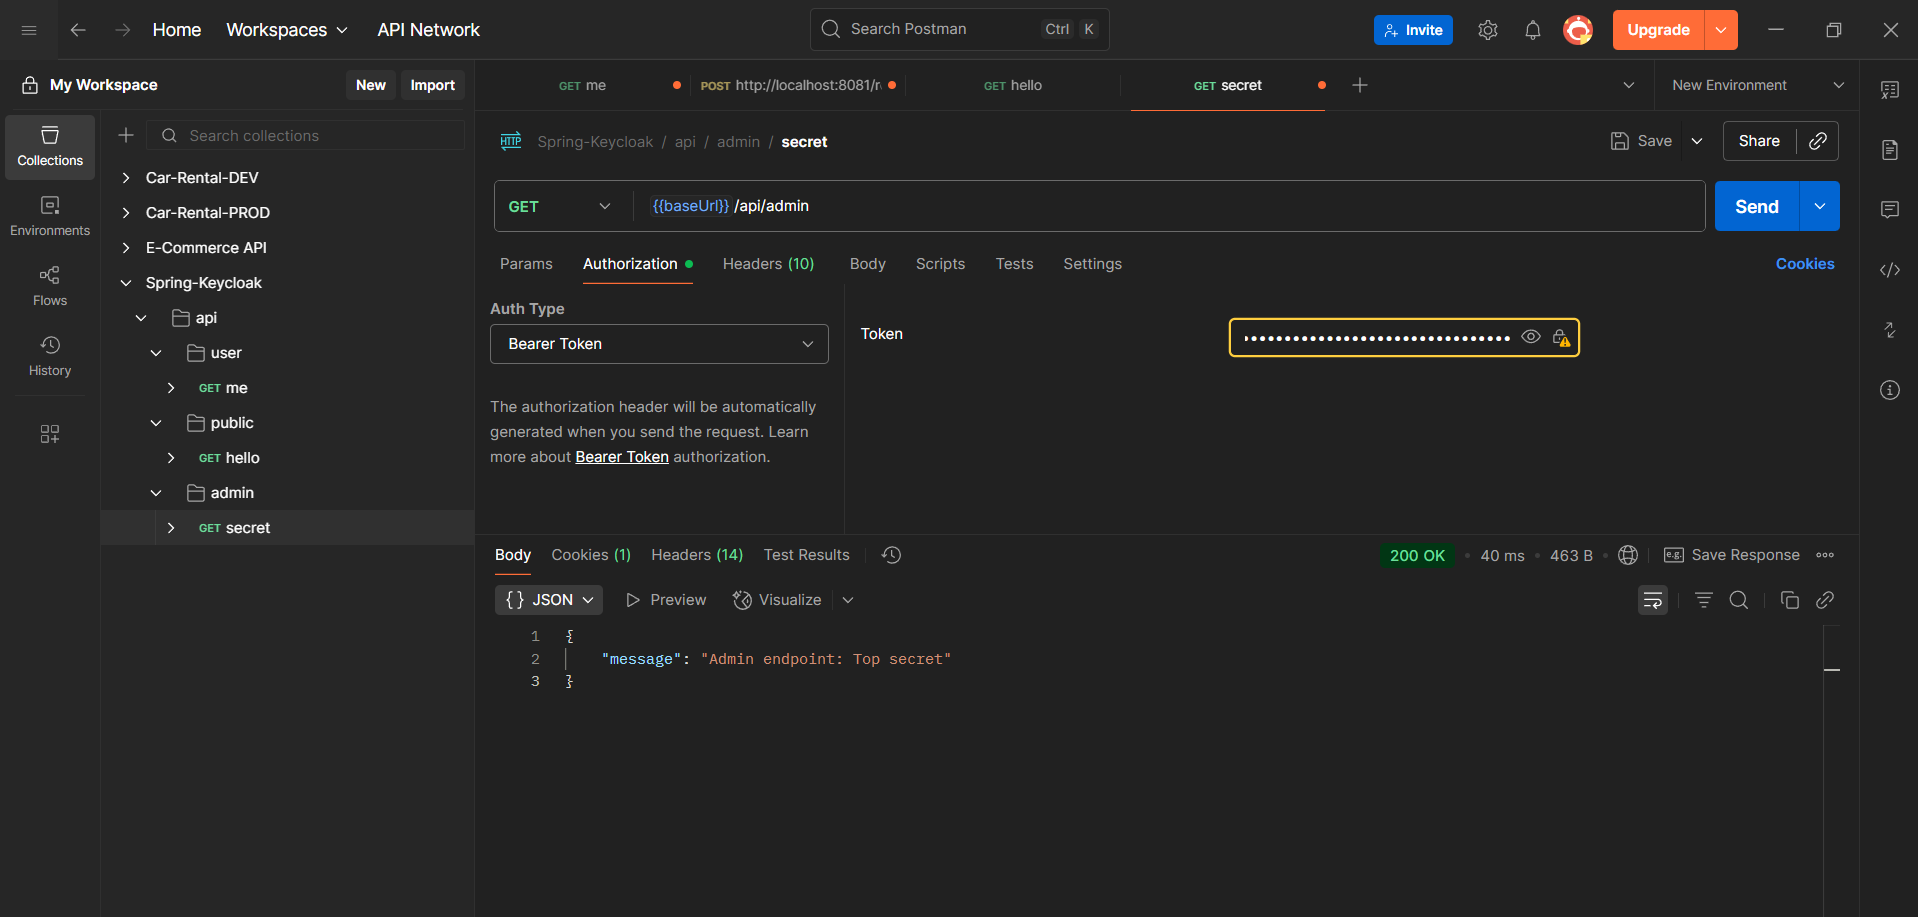 Home Workspaces API Network Search Postman Ctrl K Invite Upgrade
My Workspace New Import
GET me POST http://localhost:8081/r GET hello GET secret New Environment
Collections
Environments
Flows
History
Search collections
Car-Rental-DEV
Car-Rental-PROD
E-Commerce API
Spring-Keycloak
api
user
GET me
public
GET hello
admin
GET secret
HTTP Spring-Keycloak / api / admin / secret Save Share
GET {{baseUrl}} /api/admin Send
Params Authorization Headers (10) Body Scripts Tests Settings Cookies
Auth Type
Bearer Token
Token
The authorization header will be automatically
generated when you send the request. Learn
more about Bearer Token authorization.
Body Cookies (1) Headers (14) Test Results 200 OK 40 ms 463 B e.g. Save Response
{} JSON Preview Visualize
1 {
2 "message": "Admin endpoint: Top secret"
3 }